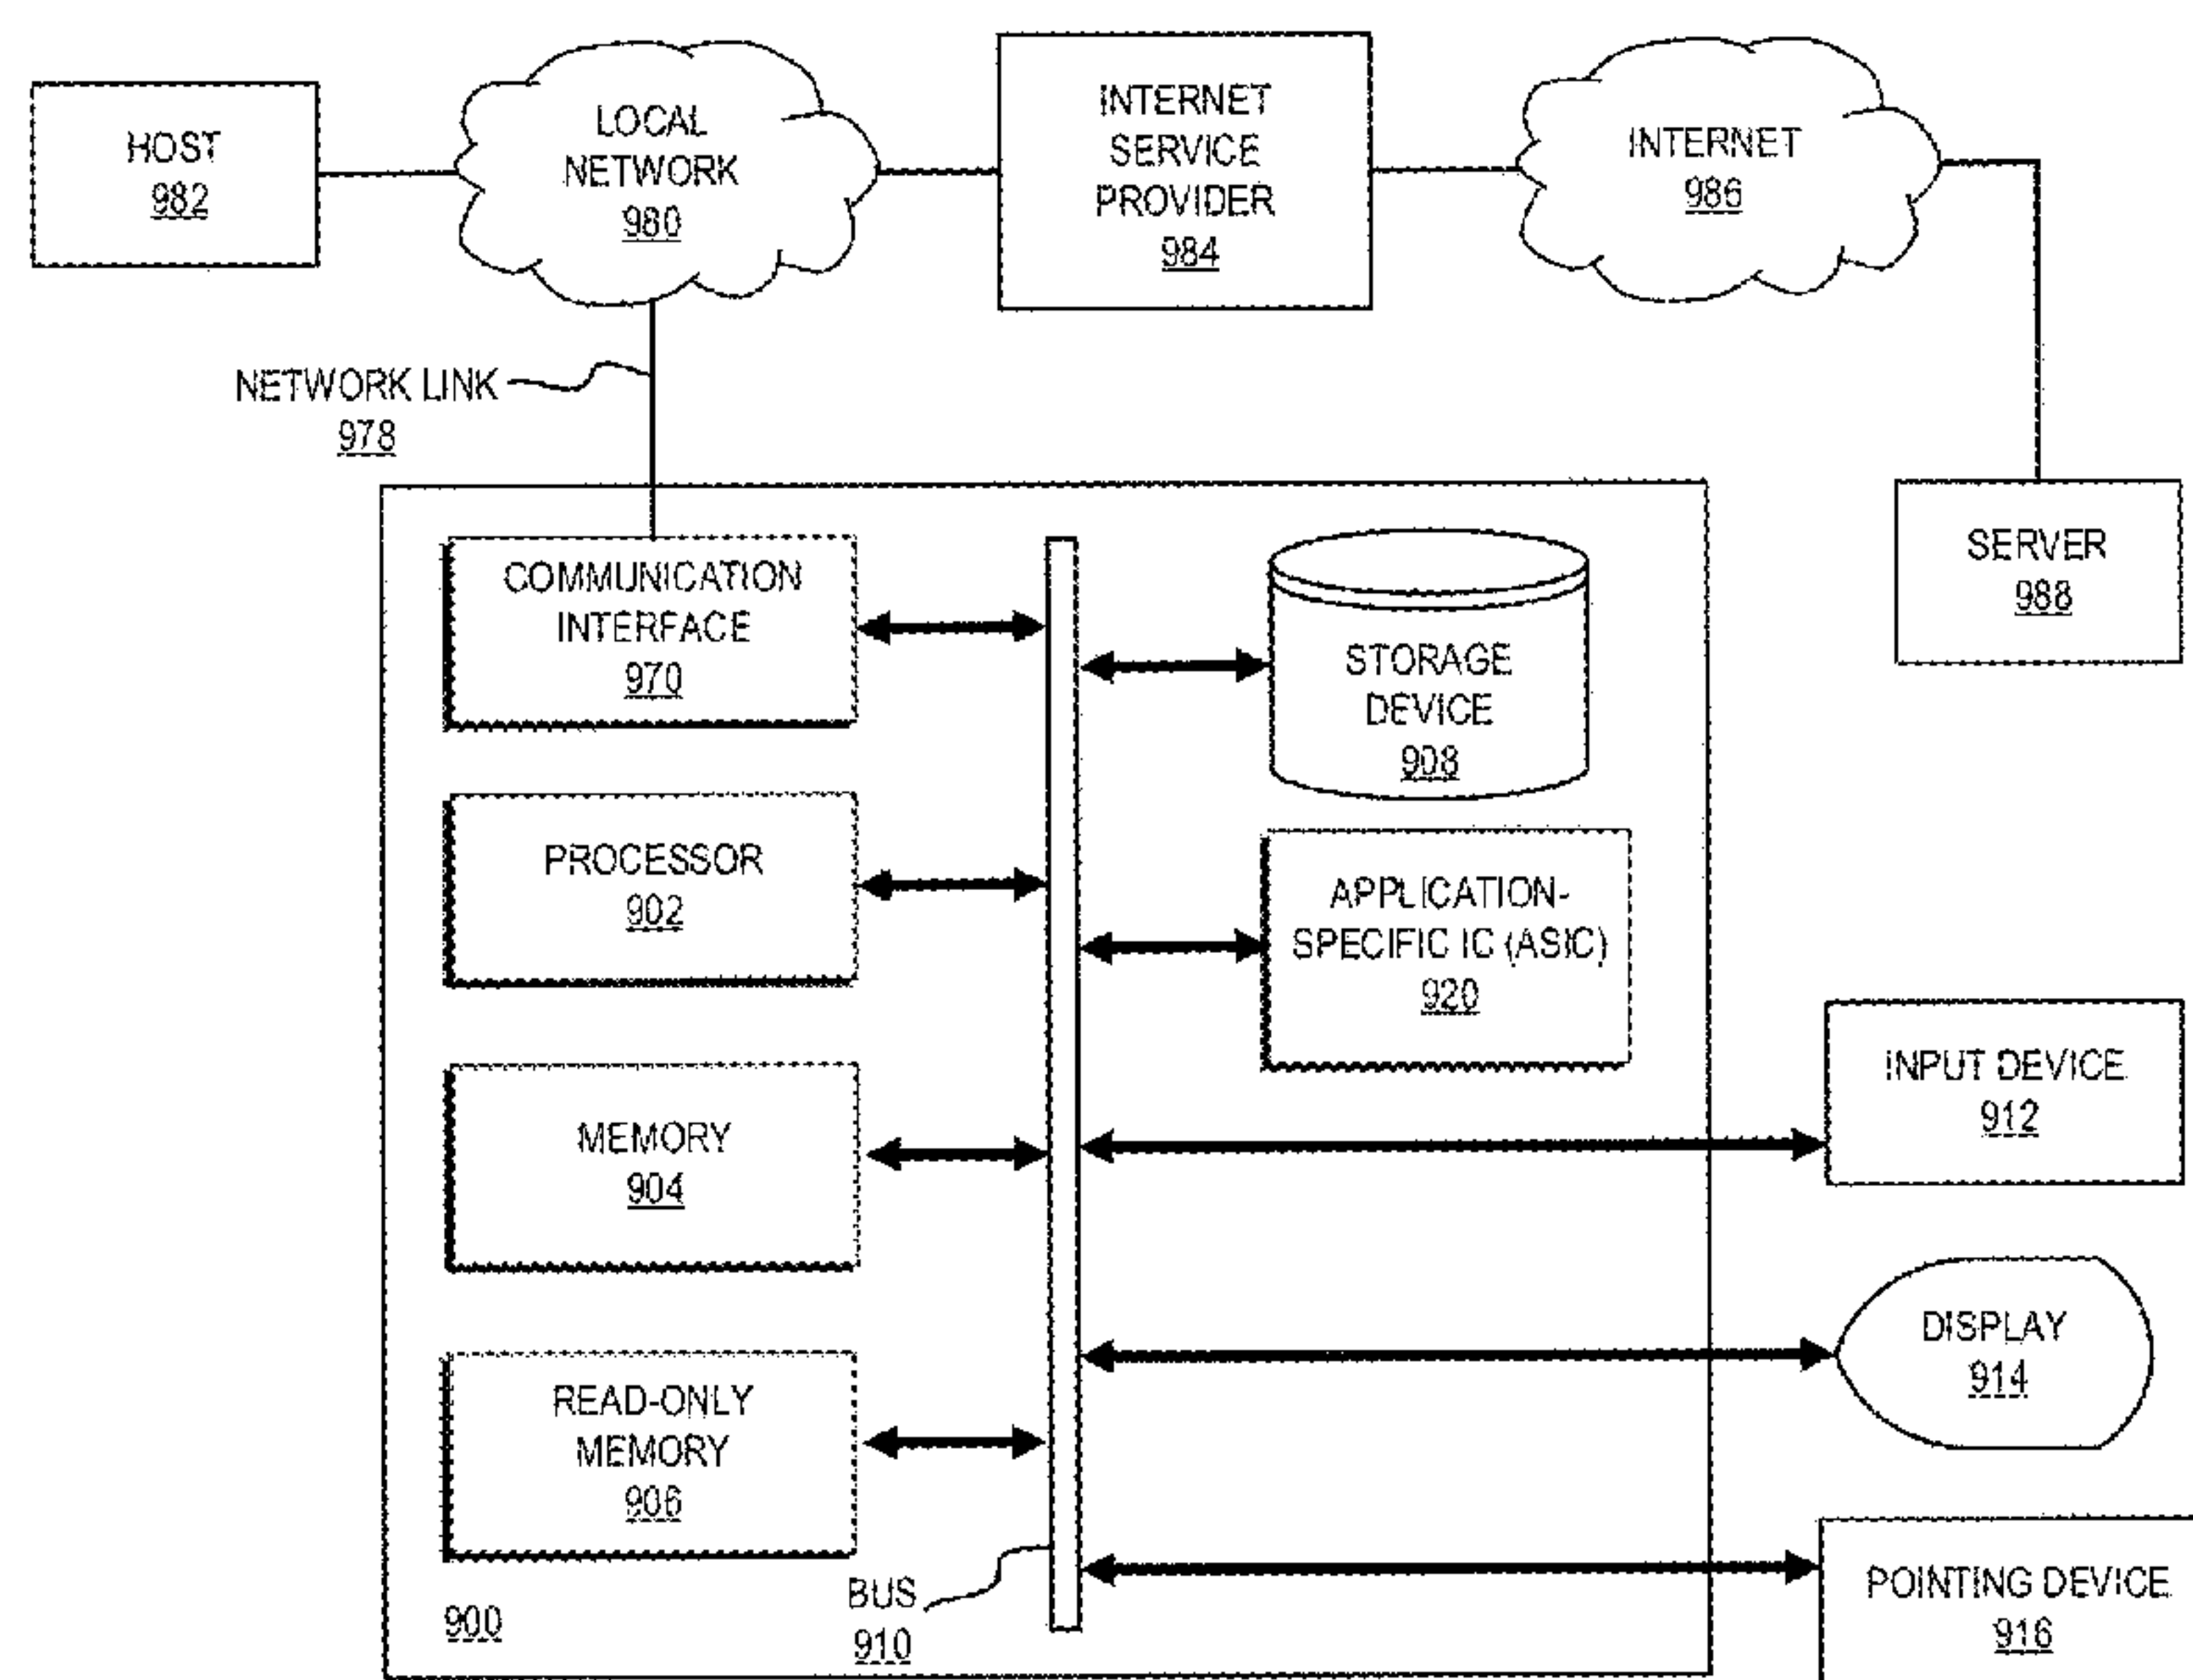 HOST
982
LOCAL
NETWORK
980
INTERNET
SERVICE
PROVIDER
984
INTERNET
986
NETWORK LINK
978
SERVER
988
COMMUNICATION
INTERFACE
970
STORAGE
DEVICE
908
PROCESSOR
902
APPLICATION-
SPECIFIC IC (ASIC)
920
INPUT DEVICE
912
MEMORY
904
DISPLAY
914
READ-ONLY
MEMORY
906
BUS
910
POINTING DEVICE
916
900